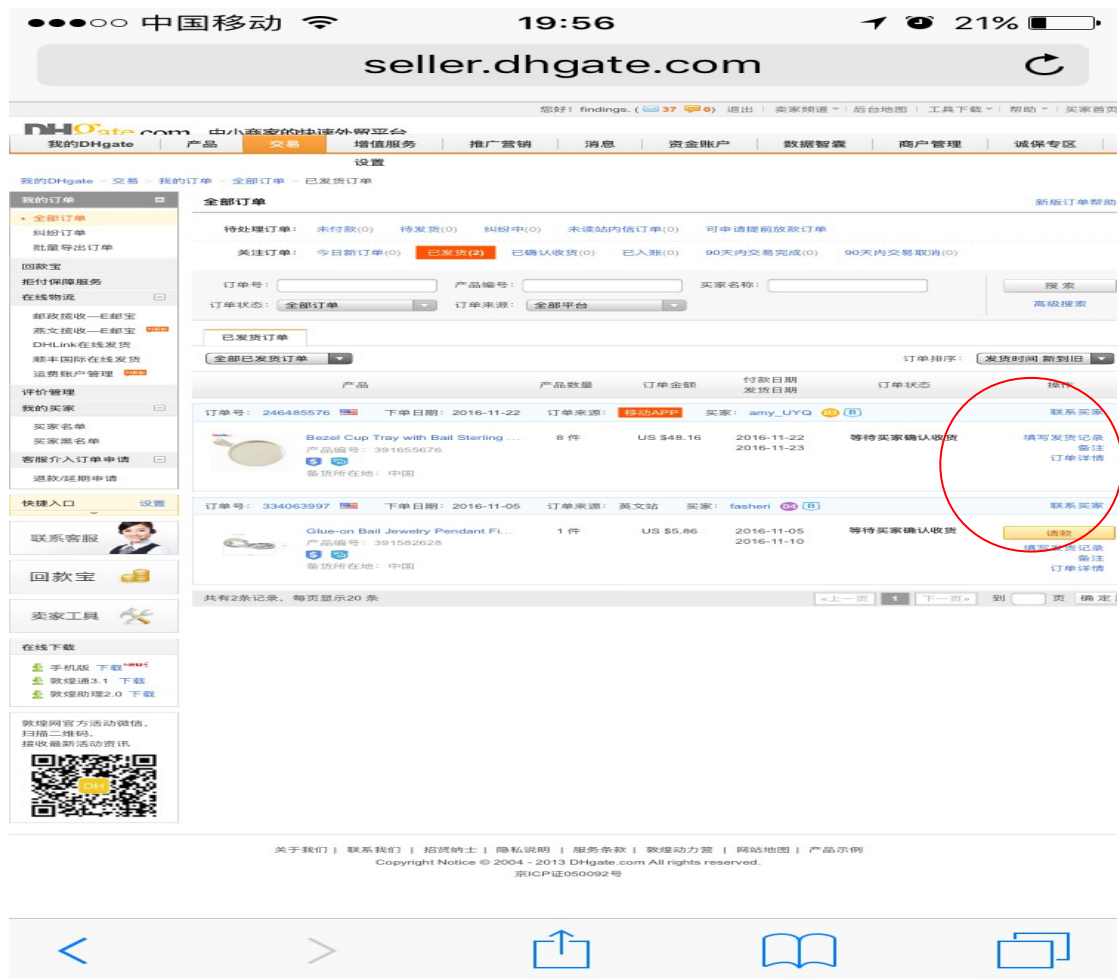 中国移动 19:56 21%
seller.dhgate.com
您好! findings. ( 37 0) 退出 | 卖家频道 | 后台地图 | 工具下载 | 帮助 | 买家首页
DHGate.com 中小商家的快速外贸平台
我的DHgate 产品 交易 增值服务 推广营销 消息 资金账户 数据智囊 商户管理 诚保专区
设置
我的DHgate > 交易 > 我的订单 > 全部订单 > 已发货订单
我的订单
全部订单
纠纷订单
批量导出订单
回款宝
拒付保障服务
在线物流
邮政揽收—E邮宝
燕文揽收—E邮宝
DHLink在线发货
顺丰国际在线发货
运费账户管理
评价管理
我的买家
买家名单
买家黑名单
客服介入订单申请
退款/延期申请
快捷入口 设置
联系客服
回款宝
卖家工具
在线下载
手机版 下载
敦煌通3.1 下载
敦煌助理2.0 下载
敦煌网官方活动微信,
扫描二维码,
接收最新活动资讯
DH
全部订单 新版订单帮助
待处理订单: 未付款(0) 待发货(0) 纠纷中(0) 未读站内信订单(0) 可申请提前放款订单
关注订单: 今日新订单(0) 已发货(2) 已确认收货(0) 已入账(0) 90天内交易完成(0) 90天内交易取消(0)
订单号: 产品编号: 买家名称: 搜 索
订单状态: 全部订单 订单来源: 全部平台 高级搜索
已发货订单
全部已发货订单 订单排序: 发货时间 新到旧
产品 产品数量 订单金额 付款日期 发货日期 订单状态 操作
订单号: 246485576 下单日期: 2016-11-22 订单来源: 移动APP 买家: amy_UYQ B 联系买家
Bezel Cup Tray with Bail Sterling ... 8 件 US $48.16 2016-11-22 等待买家确认收货 填写发货记录
产品编号: 391655676 2016-11-23 备注
订单详情
备货所在地: 中国
订单号: 334063997 下单日期: 2016-11-05 订单来源: 英文站 买家: fasheri B 联系买家
Glue-on Bail Jewelry Pendant Fi... 1 件 US $5.86 2016-11-05 等待买家确认收货 请款
产品编号: 391582628 2016-11-10 填写发货记录
备注
备货所在地: 中国 订单详情
共有2条记录, 每页显示20 条 «上一页 1 下一页» 到 页 确 定
关于我们 | 联系我们 | 招贤纳士 | 隐私说明 | 服务条款 | 敦煌动力营 | 网站地图 | 产品示例
Copyright Notice © 2004 - 2013 DHgate.com All rights reserved.
京ICP证050092号